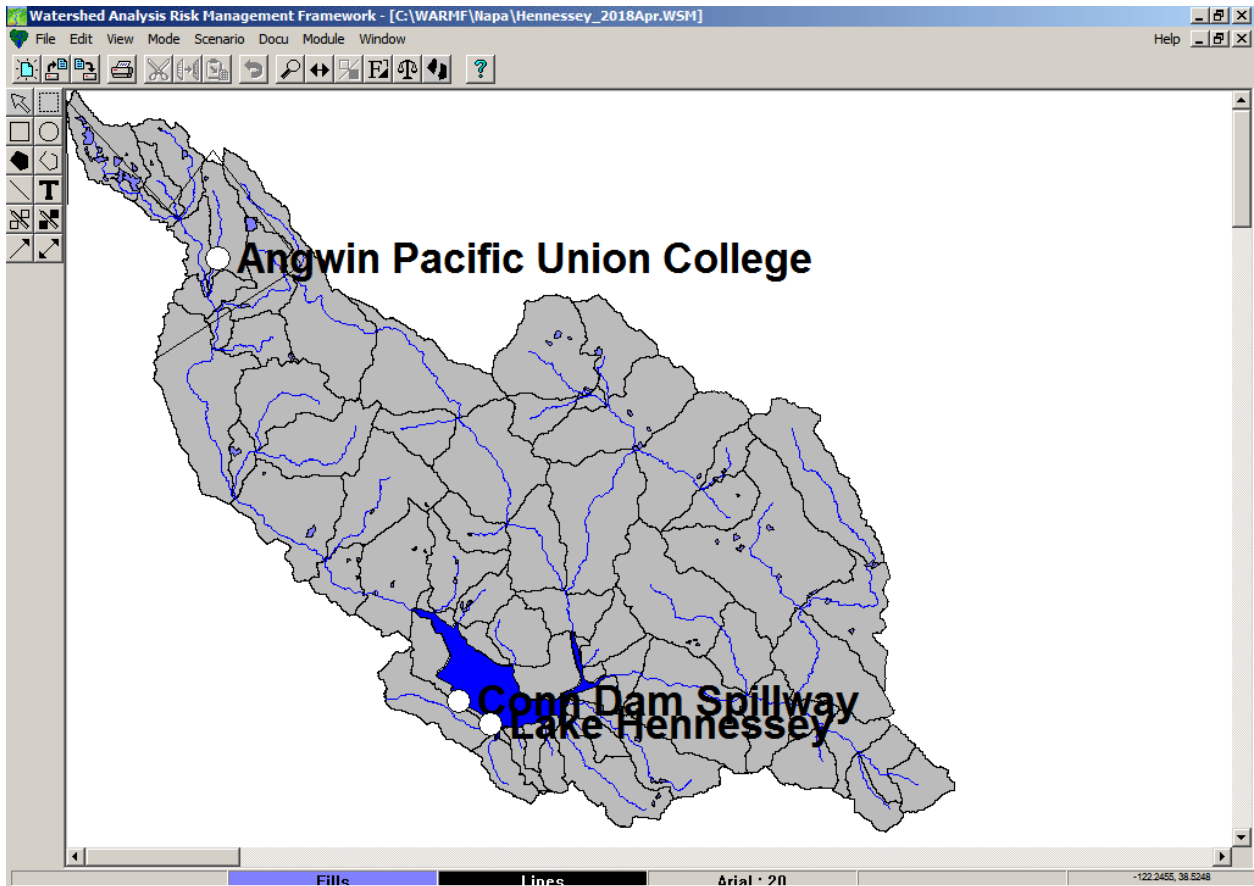 Watershed Analysis Risk Management Framework - [C:\WARMF\Napa\Hennessey_2018Apr.WSM]
File Edit View Mode Scenario Docu Module Window Help
F
?
T
Angwin Pacific Union College
Conn Dam Spillway
Lake Hennessey
Fills Lines Arial : 20 -122.2455, 38.5248